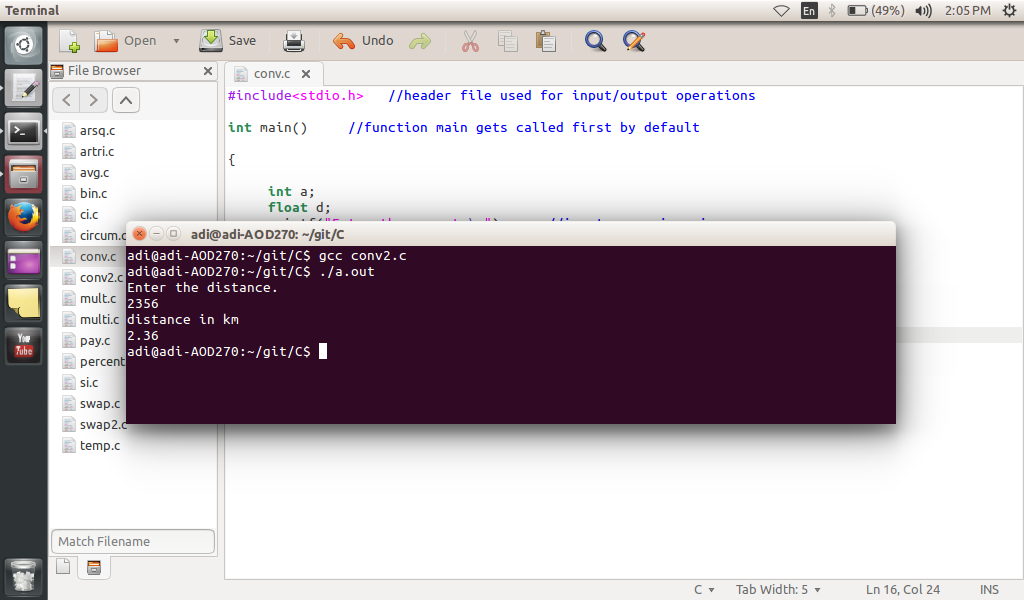 Terminal
En
(49%)
2:05 PM
Open
Save
Undo
File Browser
conv.c
arsq.c
artri.c
avg.c
bin.c
ci.c
circum.c
conv.c
conv2.c
mult.c
multi.c
pay.c
percent
si.c
swap.c
swap2.c
temp.c
Match Filename
You
Tube
#include<stdio.h> //header file used for input/output operations
int main() //function main gets called first by default
{
int a;
float d;
adi@adi-AOD270: ~/git/C
adi@adi-AOD270:~/git/C$ gcc conv2.c
adi@adi-AOD270:~/git/C$ ./a.out
Enter the distance.
2356
distance in km
2.36
adi@adi-AOD270:~/git/C$
C
Tab Width: 5
Ln 16, Col 24
INS